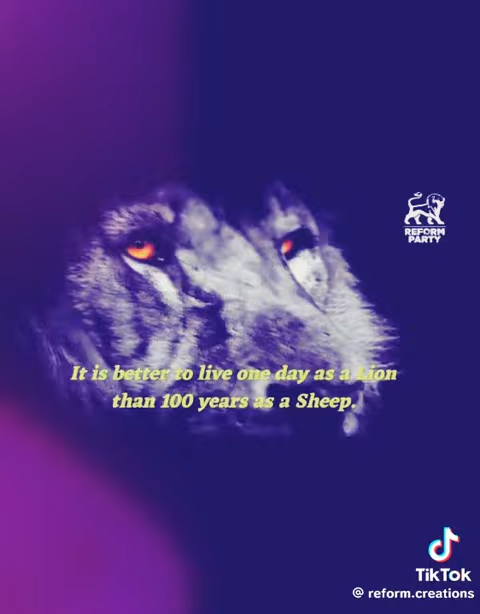 REFORM
PARTY
It is better to live one day as a Lion
than 100 years as a Sheep.
TikTok
@ reform.creations